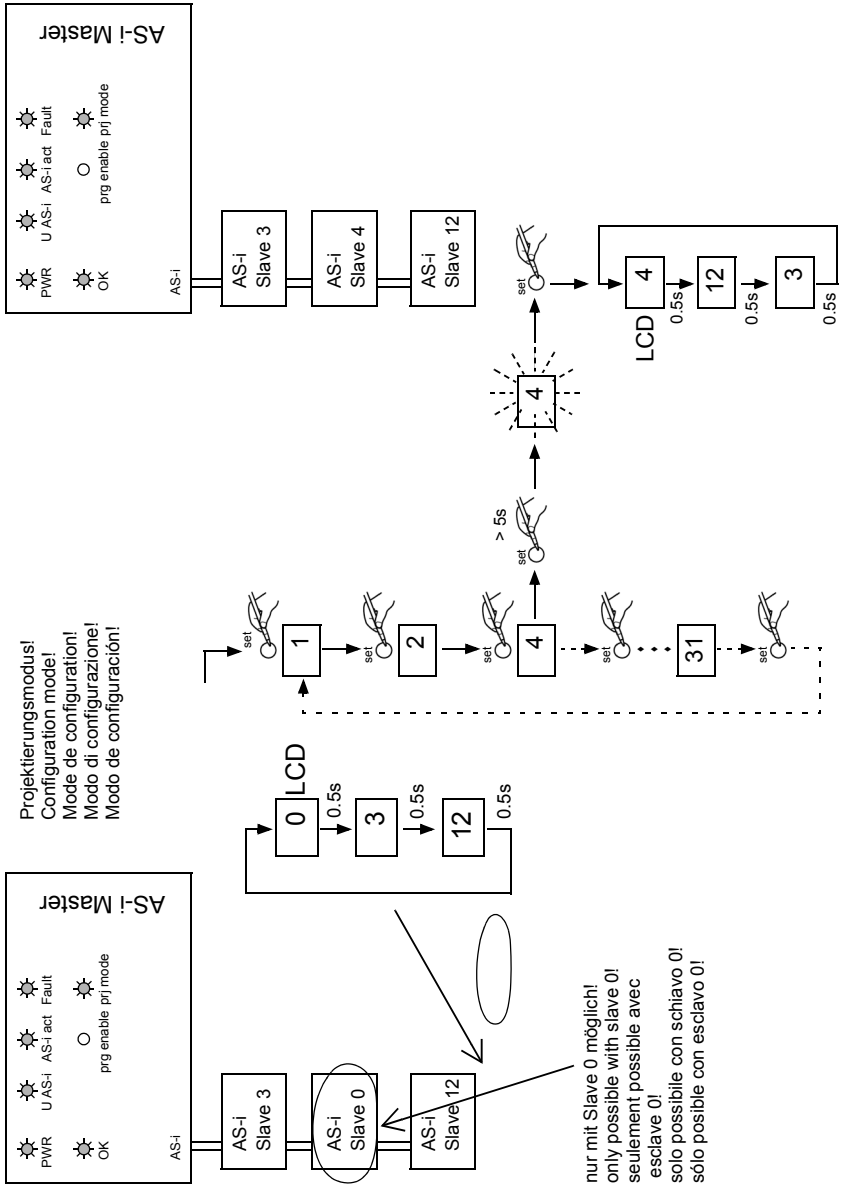 PWR U AS-i AS-i act Fault
OK prg enable prj mode
AS-i Master
AS-i
AS-i
Slave 3
AS-i
Slave 0
AS-i
Slave 12
0 LCD
0.5s
3
0.5s
12
0.5s
nur mit Slave 0 möglich!
only possible with slave 0!
seulement possible avec
esclave 0!
solo possibile con schiavo 0!
sólo posible con esclavo 0!
Projektierungsmodus!
Configuration mode!
Mode de configuration!
Modo di configurazione!
Modo de configuración!
set
1
set
2
set
4
set
31
set
set
> 5s
4
set
PWR U AS-i AS-i act Fault
OK prg enable prj mode
AS-i Master
AS-i
AS-i
Slave 3
AS-i
Slave 4
AS-i
Slave 12
LCD
4
0.5s
12
0.5s
3
0.5s